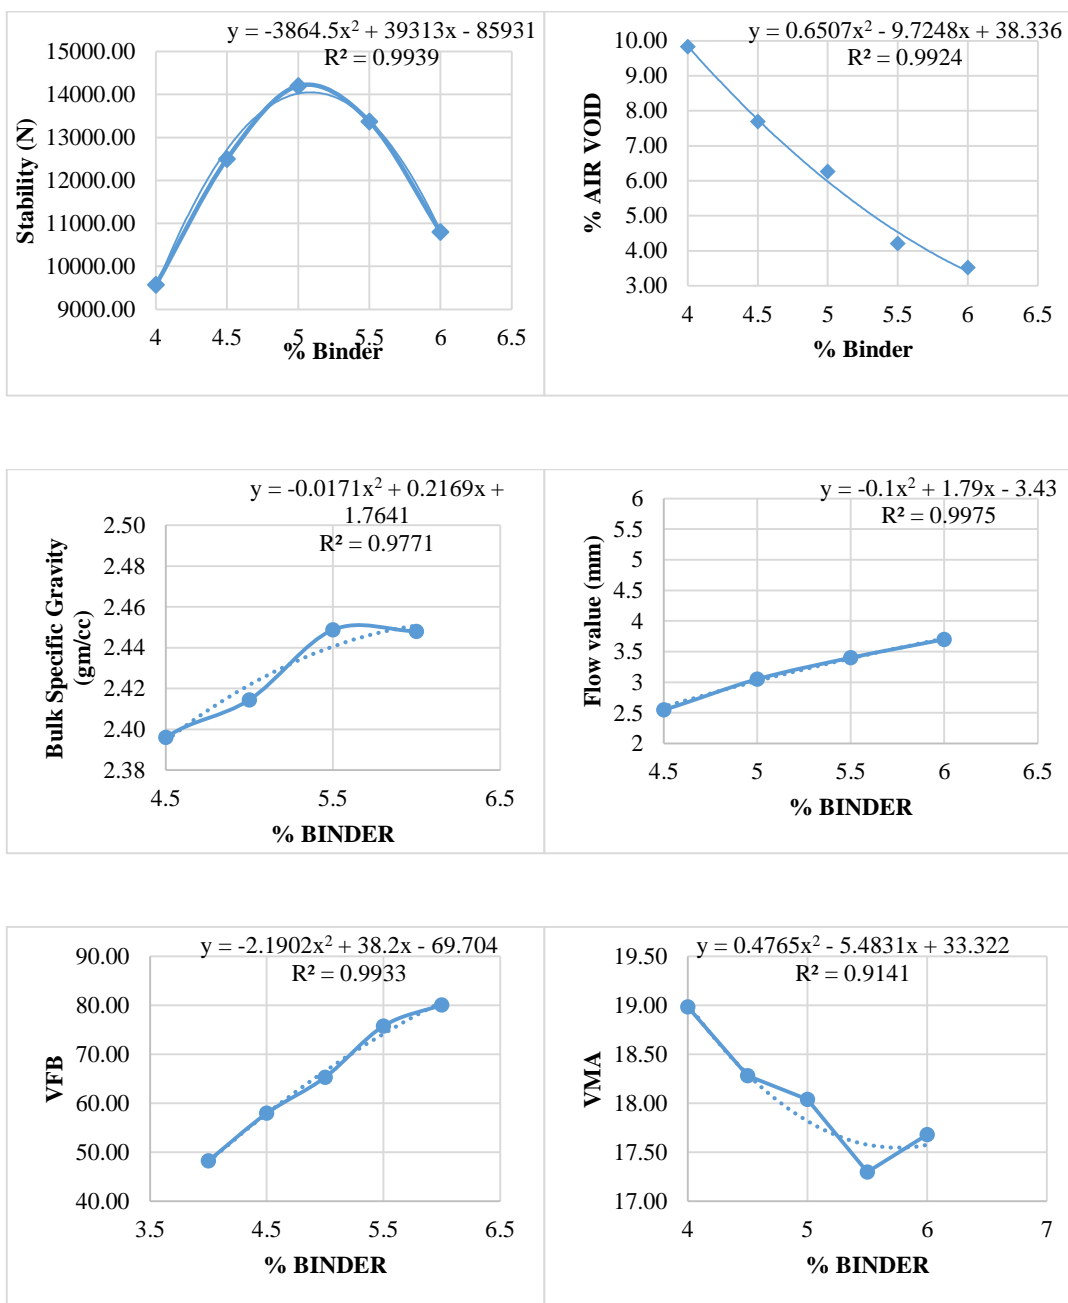 y = -3864.5x² + 39313x - 85931
R² = 0.9939
15000.00
14000.00
13000.00
12000.00
11000.00
10000.00
9000.00
Stability (N)
4 4.5 5 5.5 6 6.5
% Binder
y = 0.6507x² - 9.7248x + 38.336
R² = 0.9924
10.00
9.00
8.00
7.00
6.00
5.00
4.00
3.00
% AIR VOID
4 4.5 5 5.5 6 6.5
% Binder
y = -0.0171x² + 0.2169x +
1.7641
R² = 0.9771
2.50
2.48
2.46
2.44
2.42
2.40
2.38
Bulk Specific Gravity
(gm/cc)
4.5 5.5 6.5
% BINDER
y = -0.1x² + 1.79x - 3.43
R² = 0.9975
6
5.5
5
4.5
4
3.5
3
2.5
2
Flow value (mm)
4.5 5 5.5 6 6.5
% BINDER
y = -2.1902x² + 38.2x - 69.704
R² = 0.9933
90.00
80.00
70.00
60.00
50.00
40.00
VFB
3.5 4.5 5.5 6.5
% BINDER
y = 0.4765x² - 5.4831x + 33.322
R² = 0.9141
19.50
19.00
18.50
18.00
17.50
17.00
VMA
4 5 6 7
% BINDER